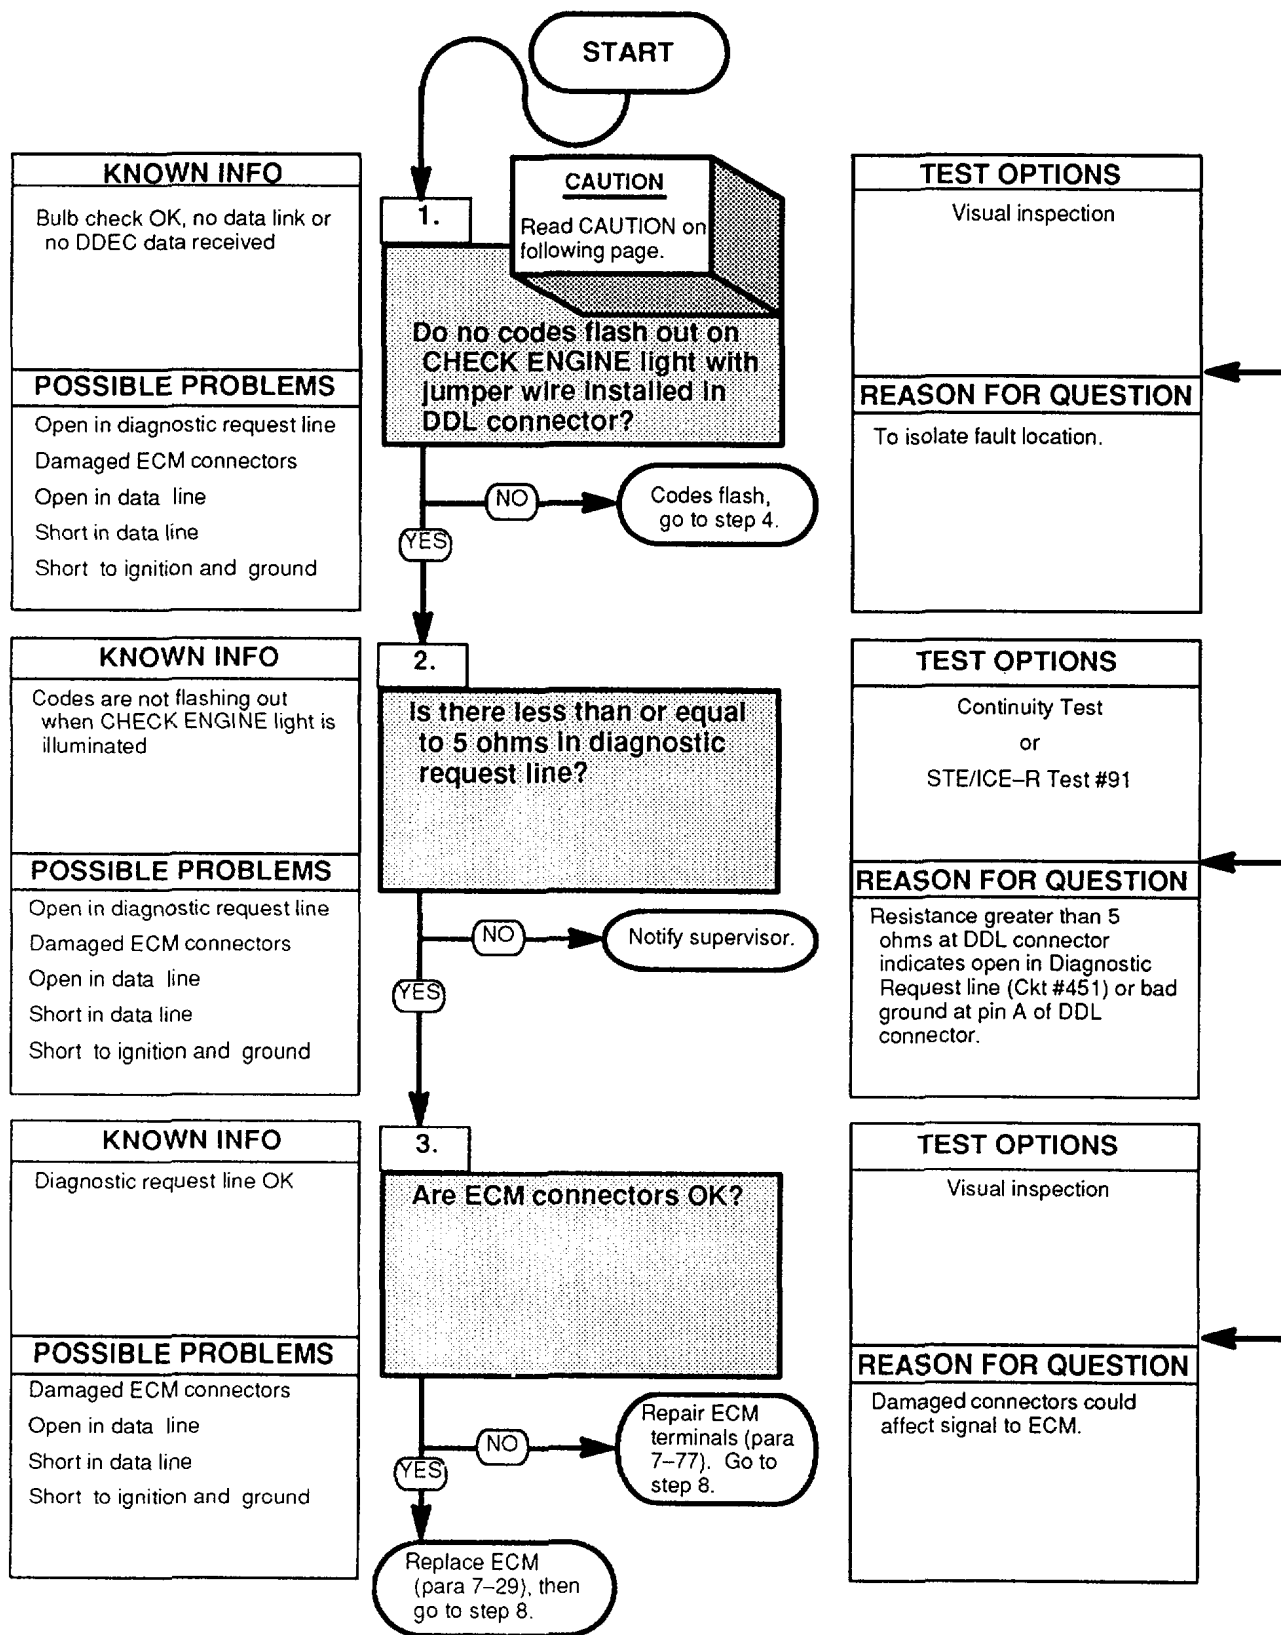 START
KNOWN INFO
Bulb check OK, no data link or
no DDEC data received
POSSIBLE PROBLEMS
Open in diagnostic request line
Damaged ECM connectors
Open in data line
Short in data line
Short to ignition and ground
1.
CAUTION
Read CAUTION on
following page.
Do no codes flash out on
CHECK ENGINE light with
jumper wire installed in
DDL connector?
NO
Codes flash,
go to step 4.
YES
TEST OPTIONS
Visual inspection
REASON FOR QUESTION
To isolate fault location.
KNOWN INFO
Codes are not flashing out
when CHECK ENGINE light is
illuminated
POSSIBLE PROBLEMS
Open in diagnostic request line
Damaged ECM connectors
Open in data line
Short in data line
Short to ignition and ground
2.
Is there less than or equal
to 5 ohms in diagnostic
request line?
NO
Notify supervisor.
YES
TEST OPTIONS
Continuity Test
or
STE/ICE–R Test #91
REASON FOR QUESTION
Resistance greater than 5
ohms at DDL connector
indicates open in Diagnostic
Request line (Ckt #451) or bad
ground at pin A of DDL
connector.
KNOWN INFO
Diagnostic request line OK
POSSIBLE PROBLEMS
Damaged ECM connectors
Open in data line
Short in data line
Short to ignition and ground
3.
Are ECM connectors OK?
NO
Repair ECM
terminals (para
7–77). Go to
step 8.
YES
Replace ECM
(para 7–29), then
go to step 8.
TEST OPTIONS
Visual inspection
REASON FOR QUESTION
Damaged connectors could
affect signal to ECM.